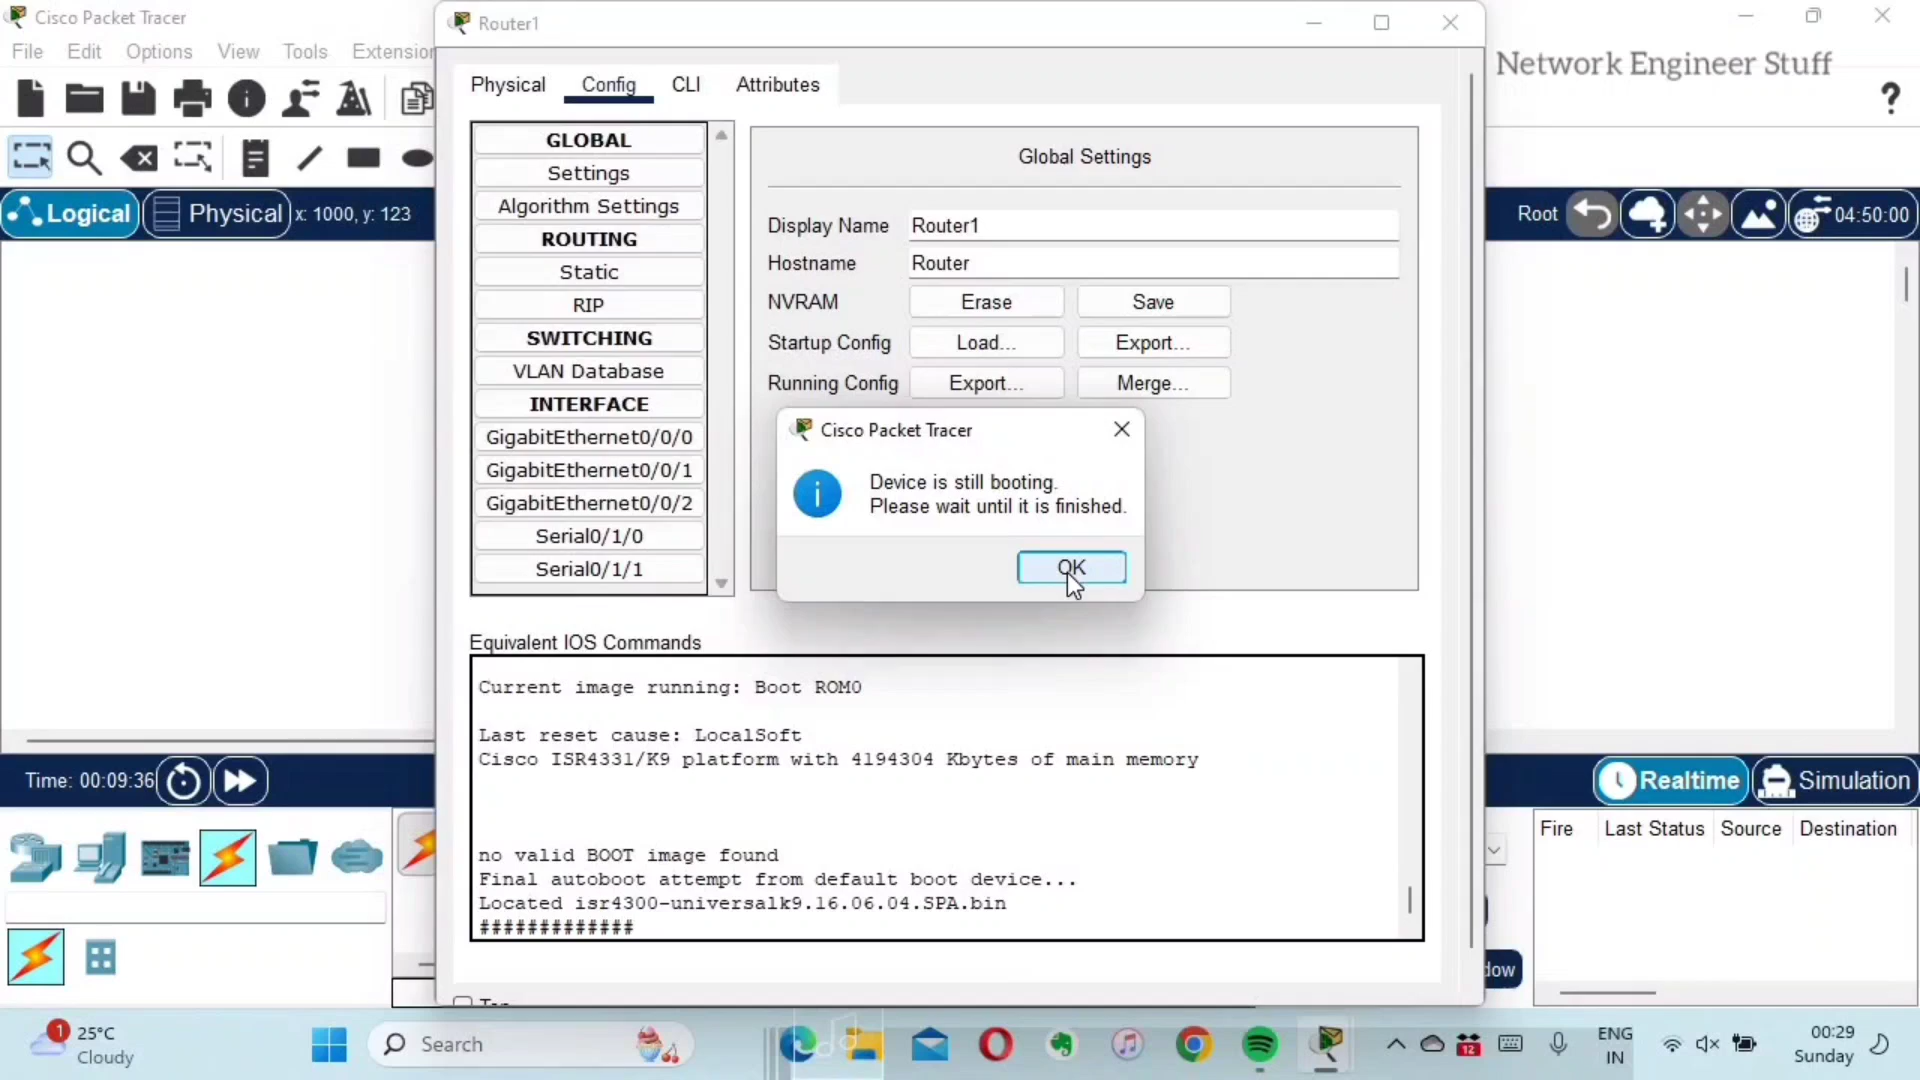 Cisco Packet Tracer
File Edit Options View Tools Extension
Router1
Network Engineer Stuff
?
Physical Config CLI Attributes
Logical Physical x: 1000, y: 123
Root 04:50:00
GLOBAL
Settings
Algorithm Settings
ROUTING
Static
RIP
SWITCHING
VLAN Database
INTERFACE
GigabitEthernet0/0/0
GigabitEthernet0/0/1
GigabitEthernet0/0/2
Serial0/1/0
Serial0/1/1
Global Settings
Display Name Router1
Hostname Router
NVRAM Erase Save
Startup Config Load... Export...
Running Config Export... Merge...
Cisco Packet Tracer
Device is still booting.
Please wait until it is finished.
OK
Equivalent IOS Commands
Current image running: Boot ROM0
Last reset cause: LocalSoft
Cisco ISR4331/K9 platform with 4194304 Kbytes of main memory
no valid BOOT image found
Final autoboot attempt from default boot device...
Located isr4300-universalk9.16.06.04.SPA.bin
#############
Time: 00:09:36
Realtime Simulation
Fire Last Status Source Destination
dow
1
25°C
Cloudy
Search
12
ENG
IN
00:29
Sunday